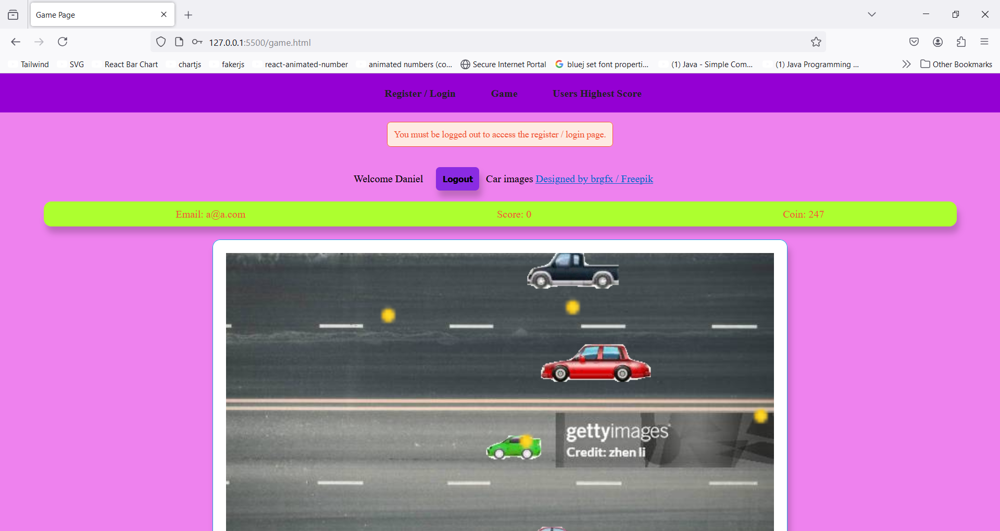 Game Page
127.0.0.1:5500/game.html
Tailwind SVG React Bar Chart chartjs fakerjs react-animated-number animated numbers (co... Secure Internet Portal bluej set font properti... (1) Java - Simple Com... (1) Java Programming ... Other Bookmarks
Register / Login Game Users Highest Score
You must be logged out to access the register / login page.
Welcome Daniel Logout Car images Designed by brgfx / Freepik
Email: a@a.com Score: 0 Coin: 247
gettyimages
Credit: zhen li